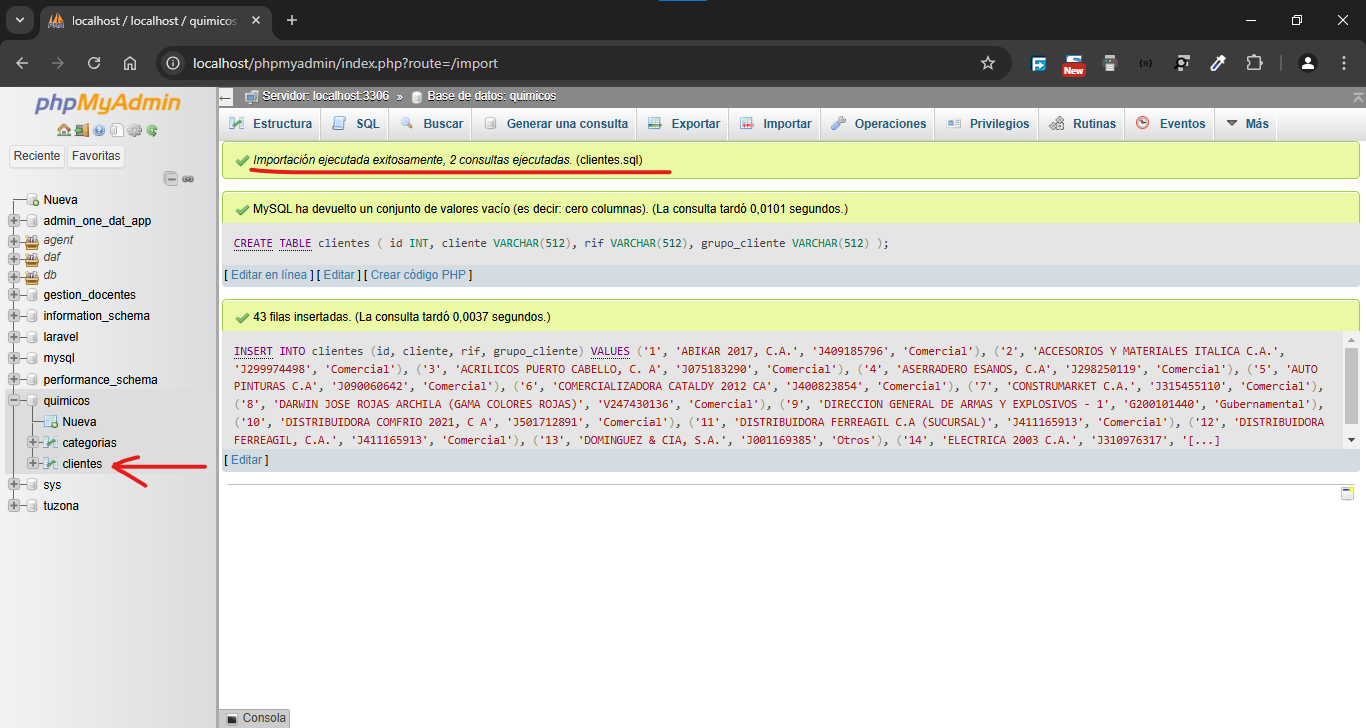 localhost / localhost / quimicos
localhost/phpmyadmin/index.php?route=/import
New
phpMyAdmin
Reciente Favoritas
Nueva
admin_one_dat_app
agent
daf
db
gestion_docentes
information_schema
laravel
mysql
performance_schema
quimicos
Nueva
categorias
clientes
sys
tuzona
Servidor: localhost:3306 » Base de datos: quimicos
Estructura SQL Buscar Generar una consulta Exportar Importar Operaciones Privilegios Rutinas Eventos Más
Importación ejecutada exitosamente, 2 consultas ejecutadas. (clientes.sql)
MySQL ha devuelto un conjunto de valores vacío (es decir: cero columnas). (La consulta tardó 0,0101 segundos.)
CREATE TABLE clientes ( id INT, cliente VARCHAR(512), rif VARCHAR(512), grupo_cliente VARCHAR(512) );
[ Editar en línea ] [ Editar ] [ Crear código PHP ]
43 filas insertadas. (La consulta tardó 0,0037 segundos.)
INSERT INTO clientes (id, cliente, rif, grupo_cliente) VALUES ('1', 'ABIKAR 2017, C.A.', 'J409185796', 'Comercial'), ('2', 'ACCESORIOS Y MATERIALES ITALICA C.A.',
'J299974498', 'Comercial'), ('3', 'ACRILICOS PUERTO CABELLO, C. A', 'J075183290', 'Comercial'), ('4', 'ASERRADERO ESANOS, C.A', 'J298250119', 'Comercial'), ('5', 'AUTO
PINTURAS C.A', 'J090060642', 'Comercial'), ('6', 'COMERCIALIZADORA CATALDY 2012 CA', 'J400823854', 'Comercial'), ('7', 'CONSTRUMARKET C.A.', 'J315455110', 'Comercial'),
('8', 'DARWIN JOSE ROJAS ARCHILA (GAMA COLORES ROJAS)', 'V247430136', 'Comercial'), ('9', 'DIRECCION GENERAL DE ARMAS Y EXPLOSIVOS - 1', 'G200101440', 'Gubernamental'),
('10', 'DISTRIBUIDORA COMFRIO 2021, C A', 'J501712891', 'Comercial'), ('11', 'DISTRIBUIDORA FERREAGIL C.A (SUCURSAL)', 'J411165913', 'Comercial'), ('12', 'DISTRIBUIDORA
FERREAGIL, C.A.', 'J411165913', 'Comercial'), ('13', 'DOMINGUEZ & CIA, S.A.', 'J001169385', 'Otros'), ('14', 'ELECTRICA 2003 C.A.', 'J310976317', '[...]
[ Editar ]
Consola